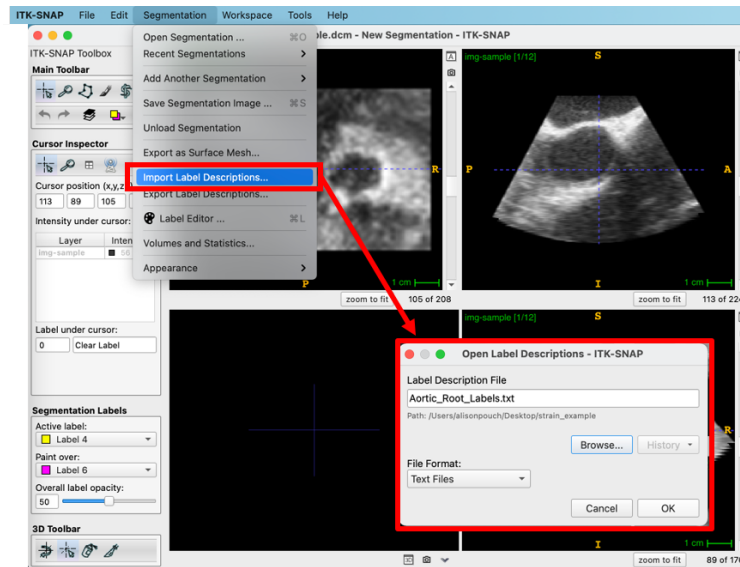 ITK-SNAP File Edit Segmentation Workspace Tools Help
le.dcm - New Segmentation - ITK-SNAP
ITK-SNAP Toolbox
Main Toolbar
Cursor Inspector
Cursor position (x,y,z
113 89 105
Intensity under cursor:
Layer Inten
img-sample 56
Label under cursor:
0 Clear Label
Segmentation Labels
Active label:
Label 4
Paint over:
Label 6
Overall label opacity:
50
3D Toolbar
Open Segmentation ... ⌘O
Recent Segmentations >
Add Another Segmentation >
Save Segmentation Image ... ⌘S
Unload Segmentation
Export as Surface Mesh...
Import Label Descriptions...
Export Label Descriptions...
Label Editor ... ⌘L
Volumes and Statistics...
Appearance >
A
R
P
1 cm
zoom to fit 105 of 208
img-sample [1/12]
S
P
A
I
1 cm
zoom to fit 113 of 224
img-sample [1/12]
S
R
I
1 cm
zoom to fit 89 of 176
Open Label Descriptions - ITK-SNAP
Label Description File
Aortic_Root_Labels.txt
Path: /Users/alisonpouch/Desktop/strain_example
Browse... History
File Format:
Text Files
Cancel OK